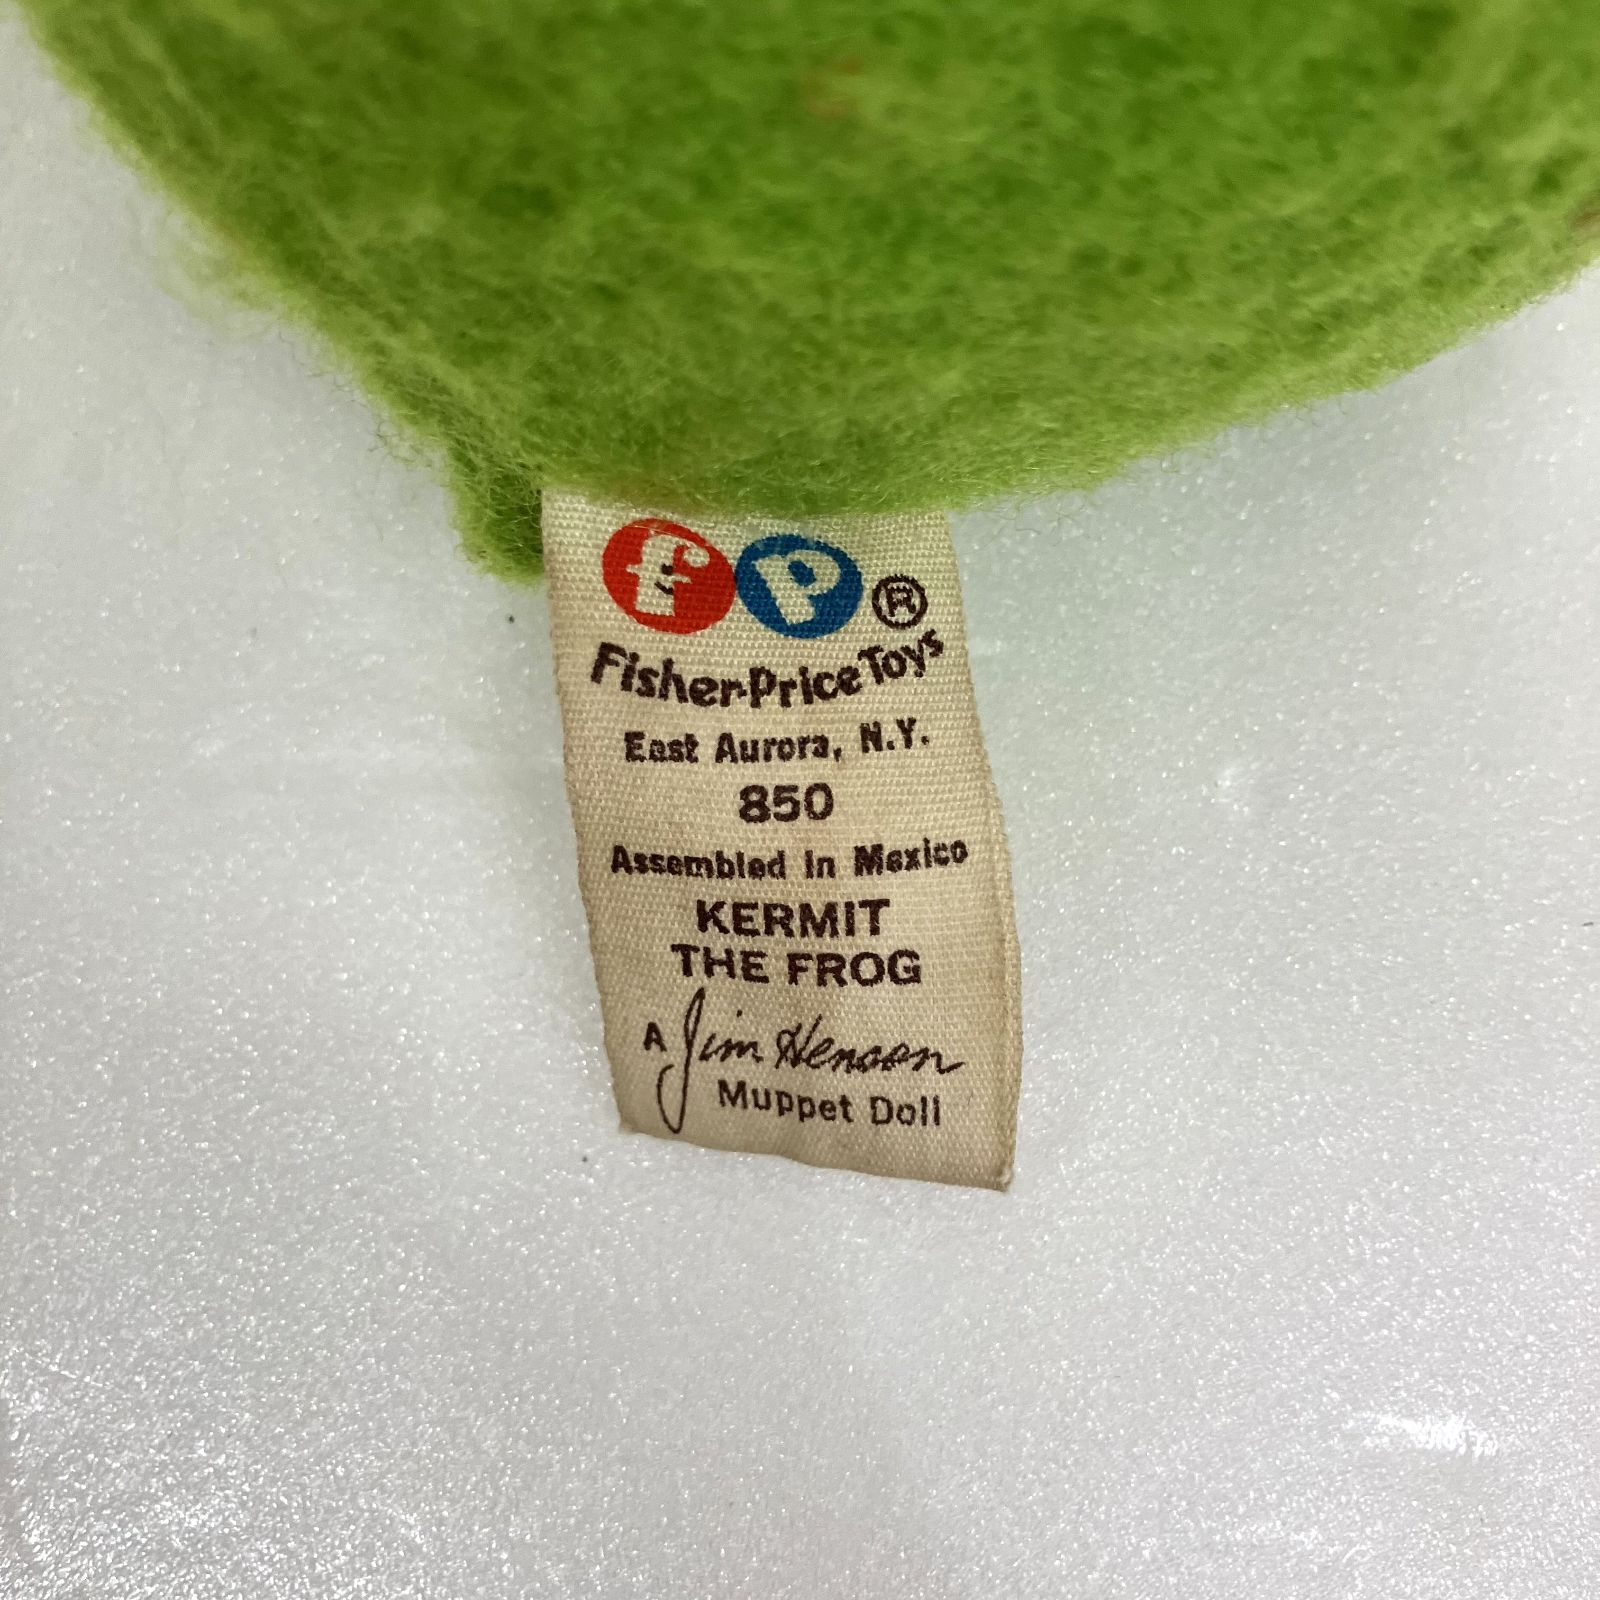 fp®
Fisher-Price Toys
East Aurora, N.Y.
850
Assembled in Mexico
KERMIT
THE FROG
A Jim Henson
Muppet Doll